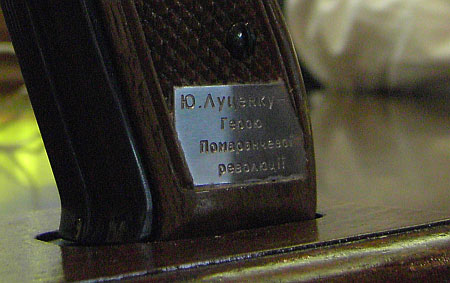 Ю.Луценку -
Герою
Помаранчевої
революції